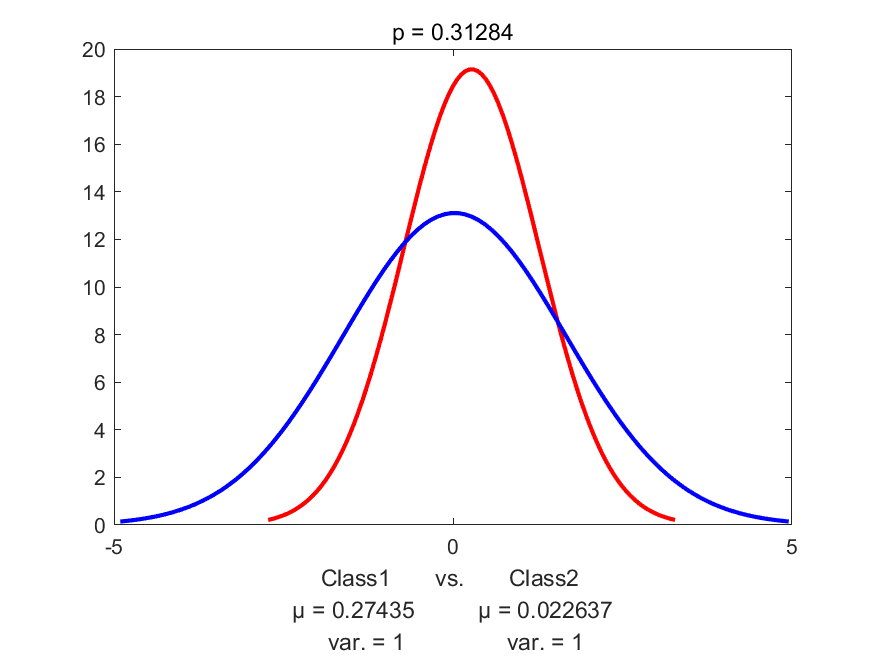 p = 0.31284
20
18
16
14
12
10
8
6
4
2
0
-5 0 5
Class1 vs. Class2
μ = 0.27435 μ = 0.022637
var. = 1 var. = 1